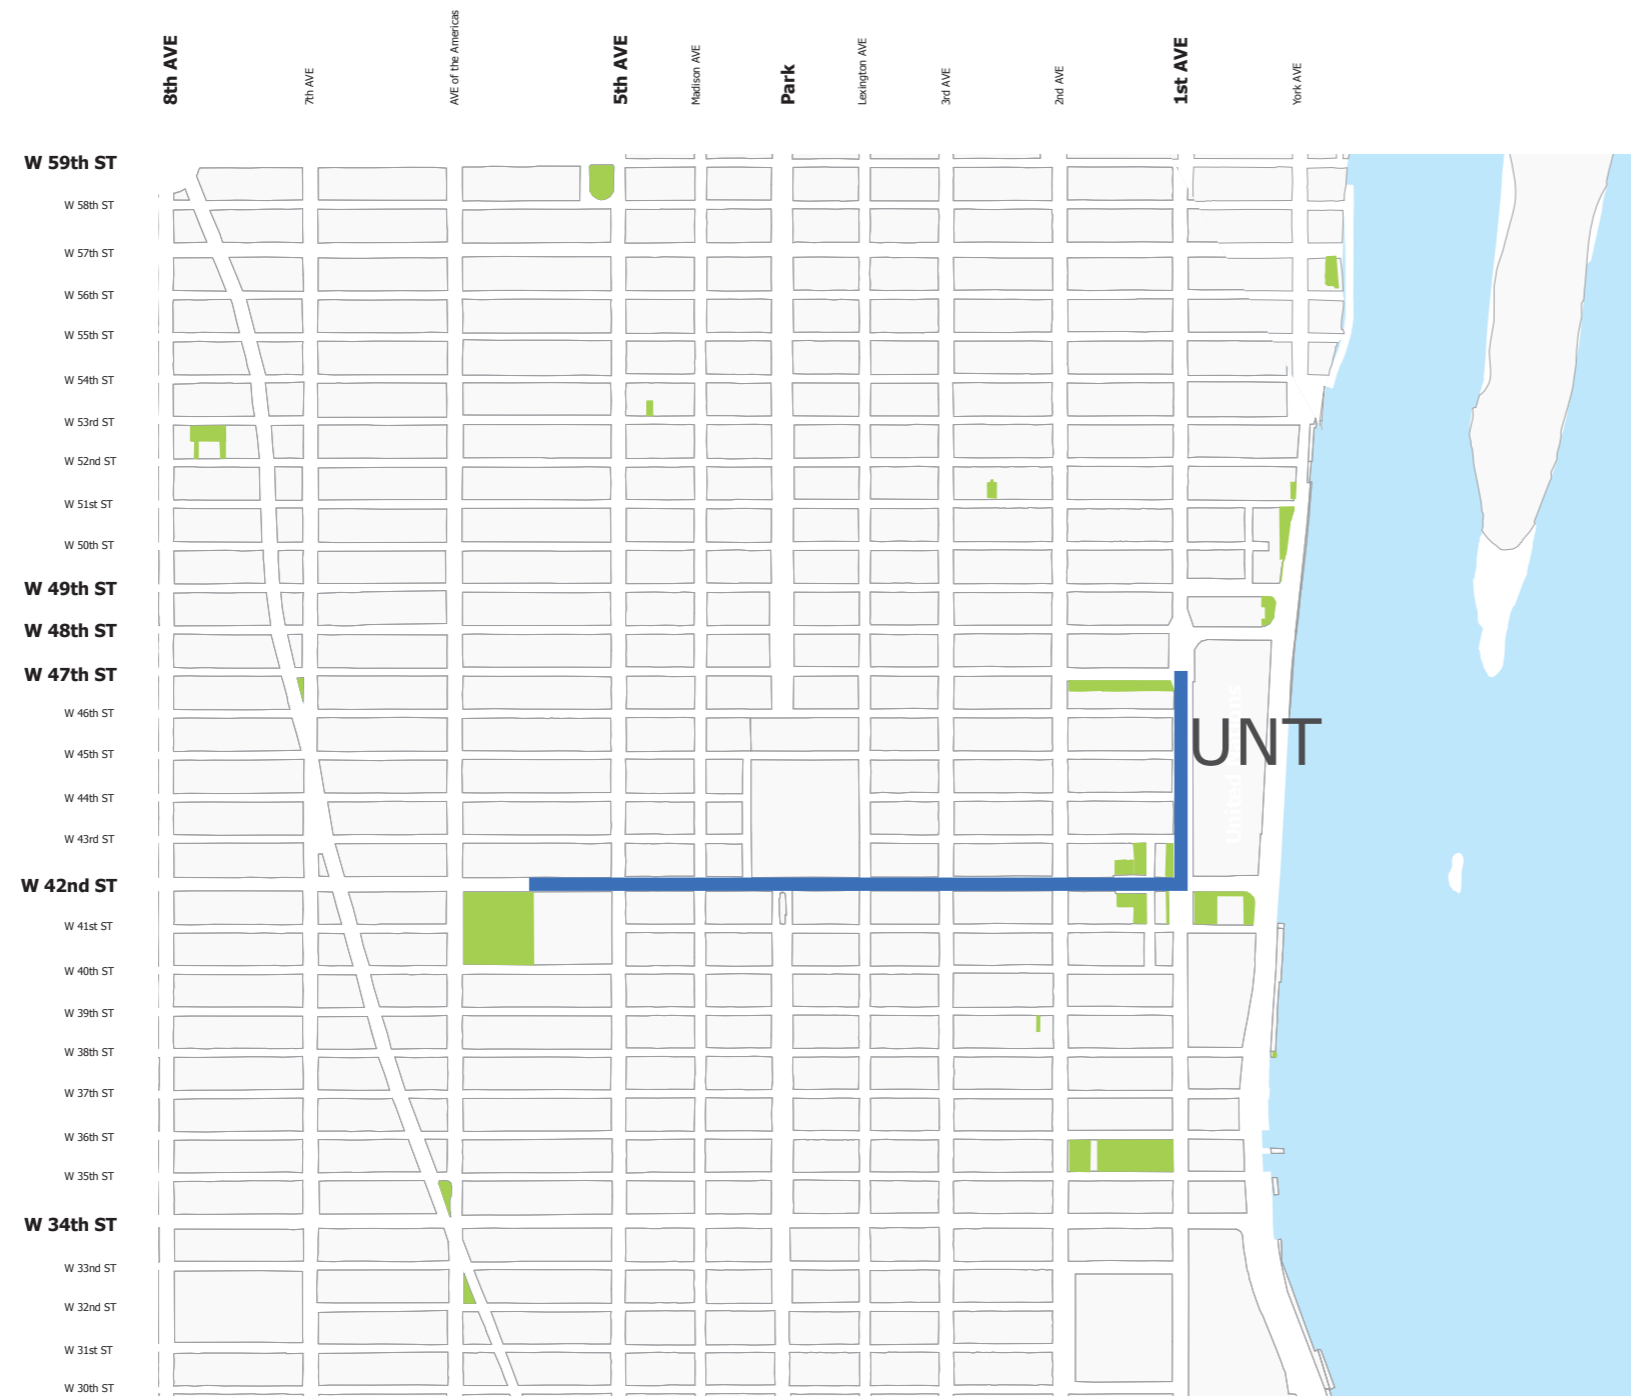 8th AVE
7th AVE
AVE of the Americas
5th AVE
Madison AVE
Park
Lexington AVE
3rd AVE
2nd AVE
1st AVE
York AVE
W 59th ST
W 58th ST
W 57th ST
W 56th ST
W 55th ST
W 54th ST
W 53rd ST
W 52nd ST
W 51st ST
W 50th ST
W 49th ST
W 48th ST
W 47th ST
W 46th ST
UNT
United Nations
W 45th ST
W 44th ST
W 43rd ST
W 42nd ST
W 41st ST
W 40th ST
W 39th ST
W 38th ST
W 37th ST
W 36th ST
W 35th ST
W 34th ST
W 33nd ST
W 32nd ST
W 31st ST
W 30th ST